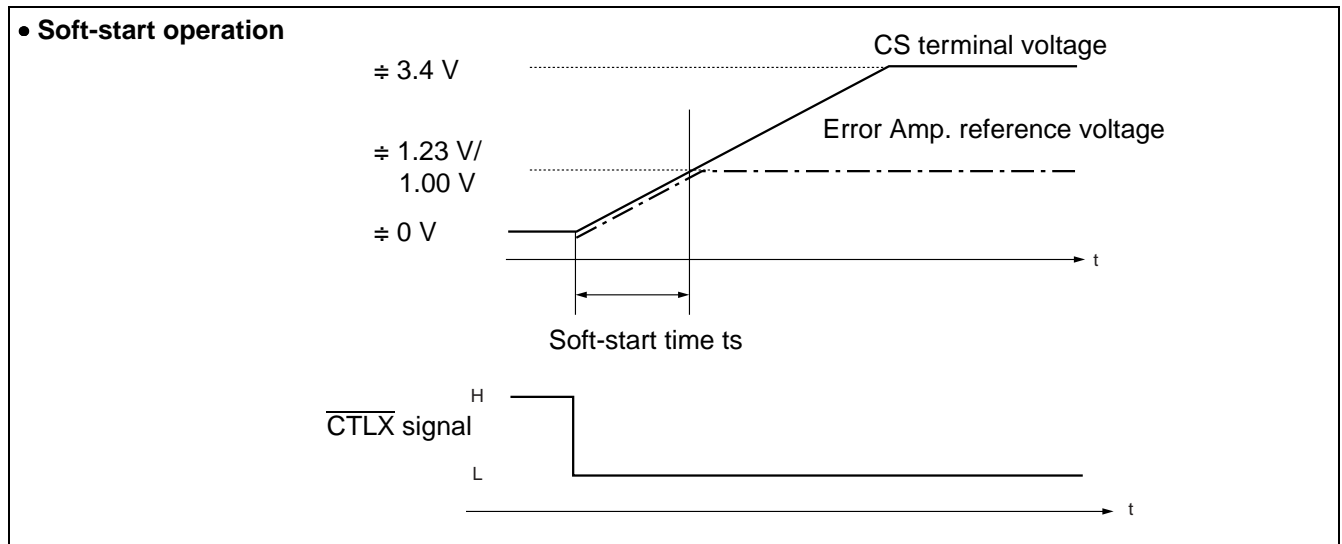 • Soft-start operation
CS terminal voltage
≑ 3.4 V
Error Amp. reference voltage
≑ 1.23 V/
1.00 V
≑ 0 V
t
Soft-start time ts
H
CTLX signal
L
t